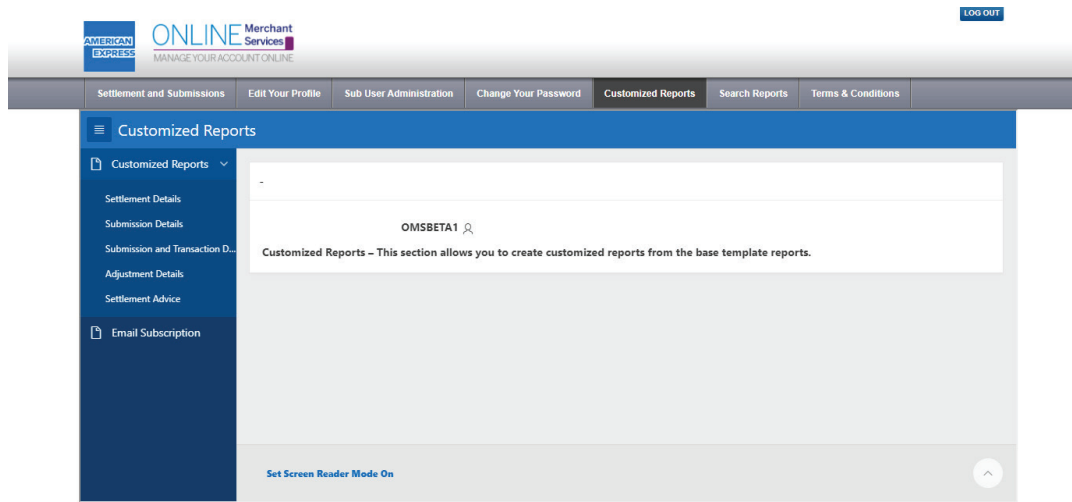 LOG OUT
AMERICAN EXPRESS
ONLINE Merchant Services
MANAGE YOUR ACCOUNT ONLINE
Settlement and Submissions Edit Your Profile Sub User Administration Change Your Password Customized Reports Search Reports Terms & Conditions
Customized Reports
Customized Reports
-
Settlement Details
Submission Details
OMSBETA1
Submission and Transaction D...
Customized Reports – This section allows you to create customized reports from the base template reports.
Adjustment Details
Settlement Advice
Email Subscription
Set Screen Reader Mode On